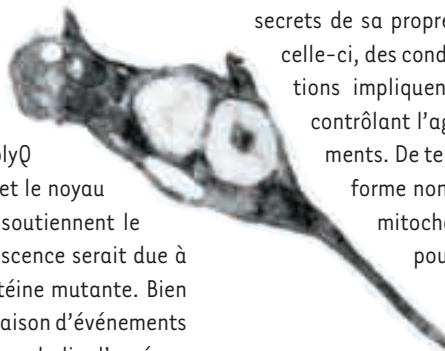 lyQ
et le noyau
soutiennent le
scence serait due à
téine mutante. Bien
aison d'événements
secrets de sa propre
celle-ci, des cond
tions impliquen
contrôlant l'ag
ments. De te
forme non
mitoch
pou